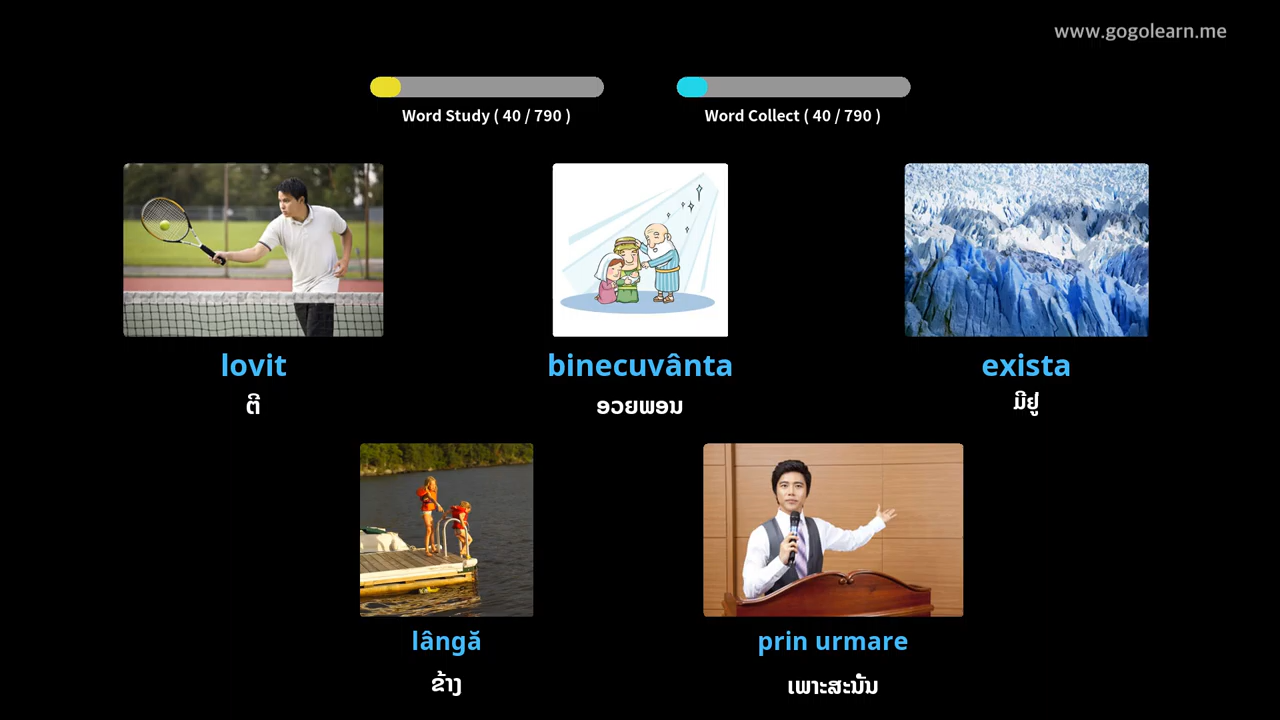 www.gogolearn.me
Word Study ( 40 / 790 )
Word Collect ( 40 / 790 )
lovit
ຕີ
binecuvânta
ອວຍພອນ
exista
ມີຢູ່
lângă
ຂ້າງ
prin urmare
ເພາະສະນັ້ນ